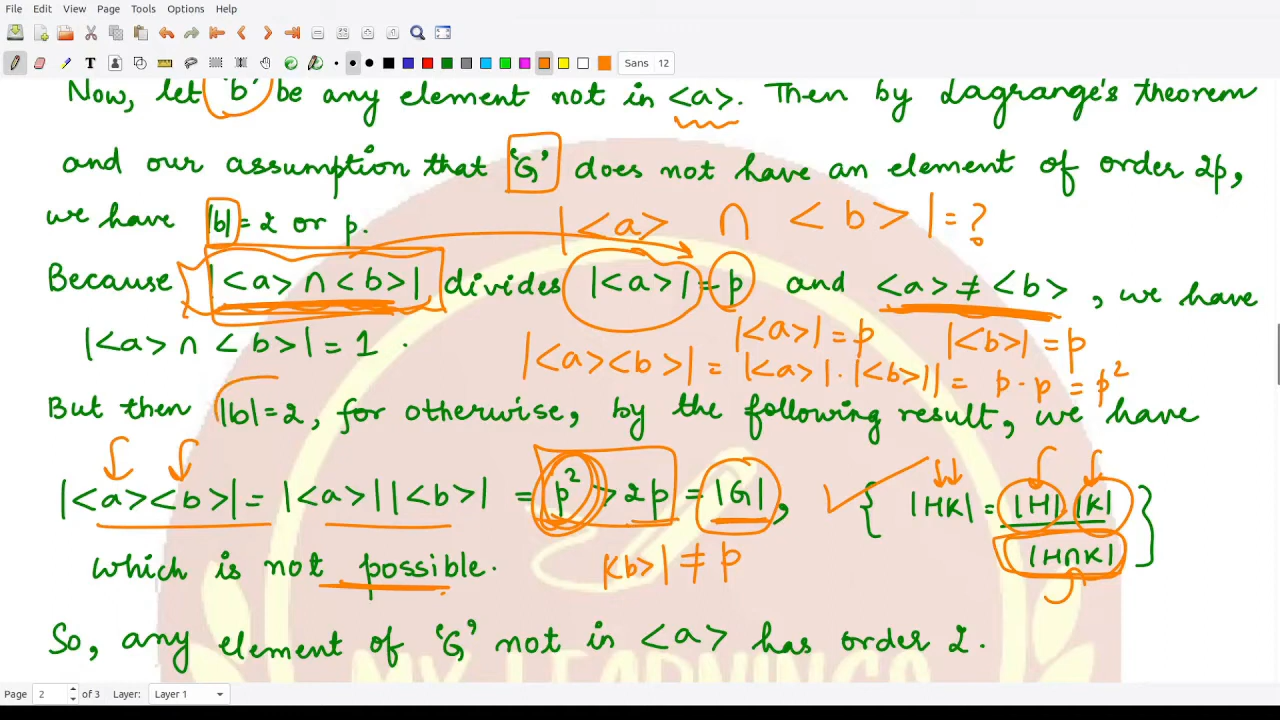 File Edit View Page Options Help
Sans 12
Now, let 'b' be any element not in <a>. Then by Lagrange's theorem
and our assumption that 'G' does not have an element of order 2p,
we have |b| = 2 or p.
|<a> ∩ <b>| = ?
Because |<a> ∩ <b>| divides |<a>| = p and <a> ≠ <b>, we have
|<a>| = p |<b>| = p
|<a> ∩ <b>| = 1.
|<a><b>| = |<a>|·|<b>|| = p·p = p²
But then |b| = 2, for otherwise, by the following result, we have
|<a><b>| = |<a>||<b>| = p² > 2p = |G|, { |HK| = |H| |K| / |H∩K| }
which is not possible. |<b>| ≠ p
So, any element of 'G' not in <a> has order 2.
MY LEARNINGS
Page 2 of 3 Layer: Layer 1